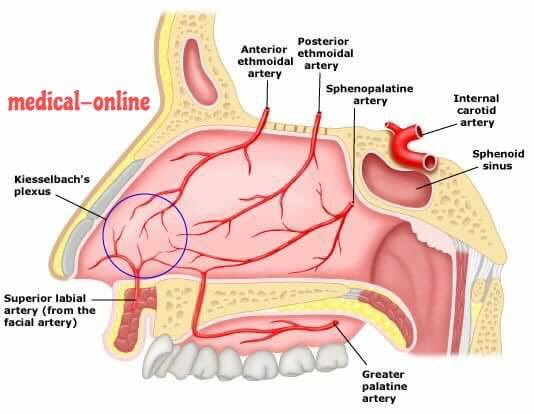 Posterior
ethmoidal
artery
Anterior
ethmoidal
artery
Sphenopalatine
artery
medical-online
Internal
carotid
artery
Sphenoid
sinus
Kiesselbach's
plexus
Superior labial
artery (from the
facial artery)
Greater
palatine
artery